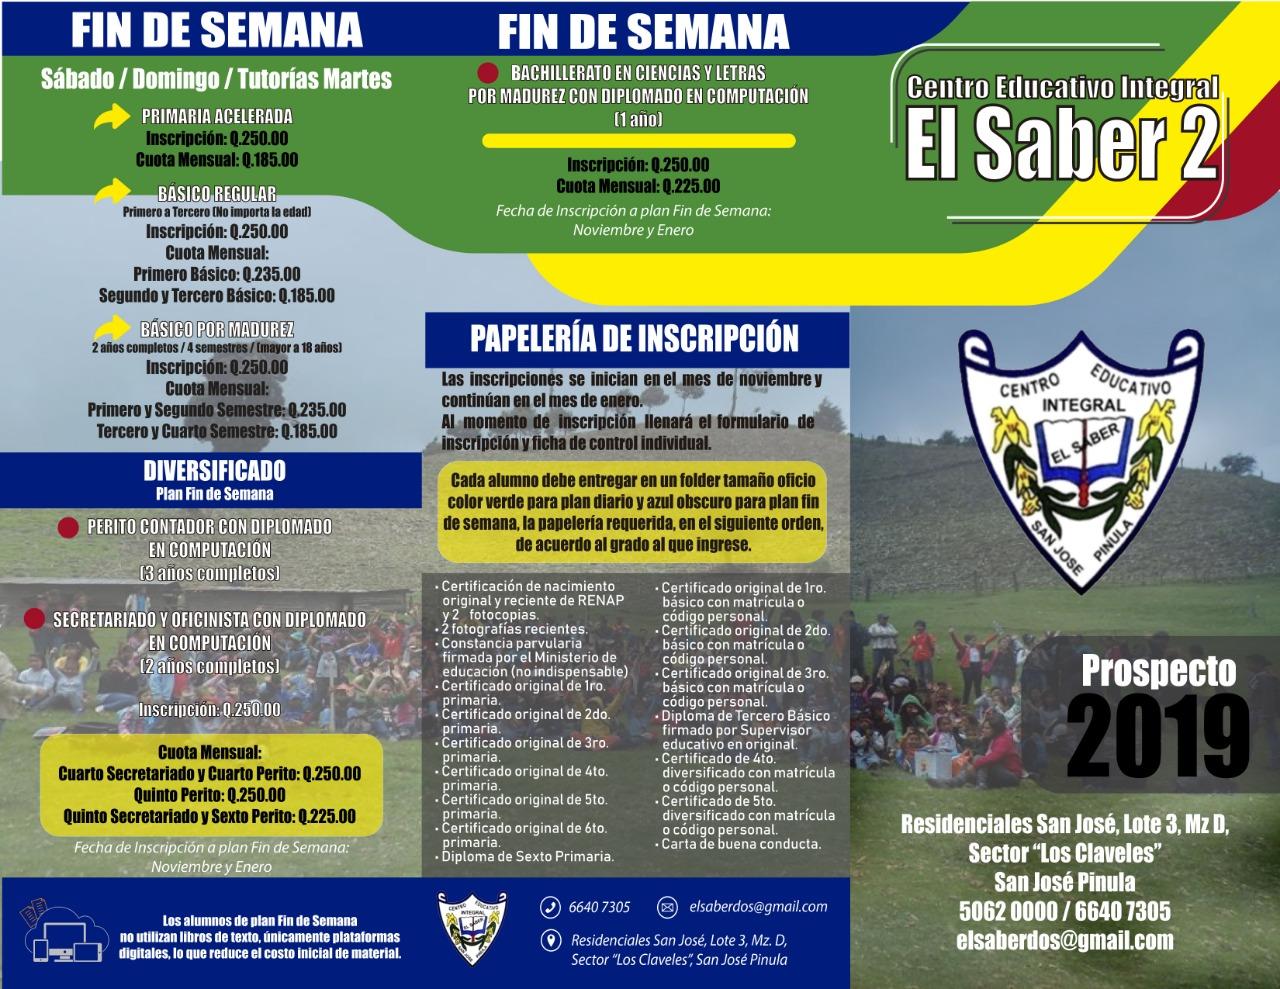 FIN DE SEMANA
Sábado / Domingo / Tutorías Martes
PRIMARIA ACELERADA
Inscripción: Q.250.00
Cuota Mensual: Q.185.00
BÁSICO REGULAR
Primero a Tercero (No importa la edad)
Inscripción: Q.250.00
Cuota Mensual:
Primero Básico: Q.235.00
Segundo y Tercero Básico: Q.185.00
BÁSICO POR MADUREZ
2 años completos / 4 semestres / (mayor a 18 años)
Inscripción: Q.250.00
Cuota Mensual:
Primero y Segundo Semestre: Q.235.00
Tercero y Cuarto Semestre: Q.185.00
DIVERSIFICADO
Plan Fin de Semana
PERITO CONTADOR CON DIPLOMADO
EN COMPUTACIÓN
(3 años completos)
SECRETARIADO Y OFICINISTA CON DIPLOMADO
EN COMPUTACIÓN
(2 años completos)
Inscripción: Q.250.00
Cuota Mensual:
Cuarto Secretariado y Cuarto Perito: Q.250.00
Quinto Perito: Q.250.00
Quinto Secretariado y Sexto Perito: Q.225.00
Fecha de Inscripción a plan Fin de Semana:
Noviembre y Enero
Los alumnos de plan Fin de Semana
no utilizan libros de texto, únicamente plataformas
digitales, lo que reduce el costo inicial de material.
FIN DE SEMANA
BACHILLERATO EN CIENCIAS Y LETRAS
POR MADUREZ CON DIPLOMADO EN COMPUTACIÓN
(1 año)
Inscripción: Q.250.00
Cuota Mensual: Q.225.00
Fecha de Inscripción a plan Fin de Semana:
Noviembre y Enero
PAPELERÍA DE INSCRIPCIÓN
Las inscripciones se inician en el mes de noviembre y
continúan en el mes de enero.
Al momento de inscripción llenará el formulario de
inscripción y ficha de control individual.
Cada alumno debe entregar en un folder tamaño oficio
color verde para plan diario y azul obscuro para plan fin
de semana, la papelería requerida, en el siguiente orden,
de acuerdo al grado al que ingrese.
· Certificación de nacimiento
original y reciente de RENAP
y 2 fotocopias.
· 2 fotografías recientes.
· Constancia parvularia
firmada por el Ministerio de
educación (no indispensable)
· Certificado original de 1ro.
primaria.
· Certificado original de 2do.
primaria.
· Certificado original de 3ro.
primaria.
· Certificado original de 4to.
primaria.
· Certificado original de 5to.
primaria.
· Certificado original de 6to.
primaria.
· Diploma de Sexto Primaria.
· Certificado original de 1ro.
básico con matrícula o
código personal.
· Certificado original de 2do.
básico con matrícula o
código personal.
· Certificado original de 3ro.
básico con matrícula o
código personal.
· Diploma de Tercero Básico
firmado por Supervisor
educativo en original.
· Certificado de 4to.
diversificado con matrícula
o código personal.
· Certificado de 5to.
diversificado con matrícula
o código personal.
· Carta de buena conducta.
CENTRO EDUCATIVO
INTEGRAL
EL SABER
SAN JOSE PINULA
6640 7305
elsaberdos@gmail.com
Residenciales San José, Lote 3, Mz. D,
Sector "Los Claveles", San José Pinula
Centro Educativo Integral
El Saber 2
CENTRO EDUCATIVO
INTEGRAL
EL SABER
SAN JOSE PINULA
Prospecto
2019
Residenciales San José, Lote 3, Mz D,
Sector "Los Claveles"
San José Pinula
5062 0000 / 6640 7305
elsaberdos@gmail.com